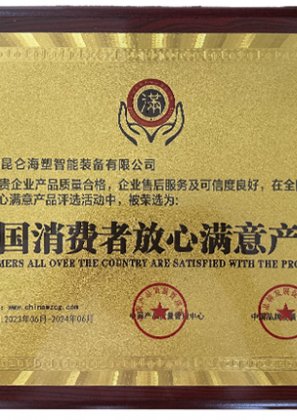 满
昆仑海塑智能装备有限公司
贵企业产品质量合格，企业售后服务及可信度良好，在全
心满意产品评选活动中，被荣选为：
国消费者放心满意产
MERS ALL OVER THE COUNTRY ARE SATISFIED WITH THE PRO
www.chinawzcg.com
2023年06月-2024年06月